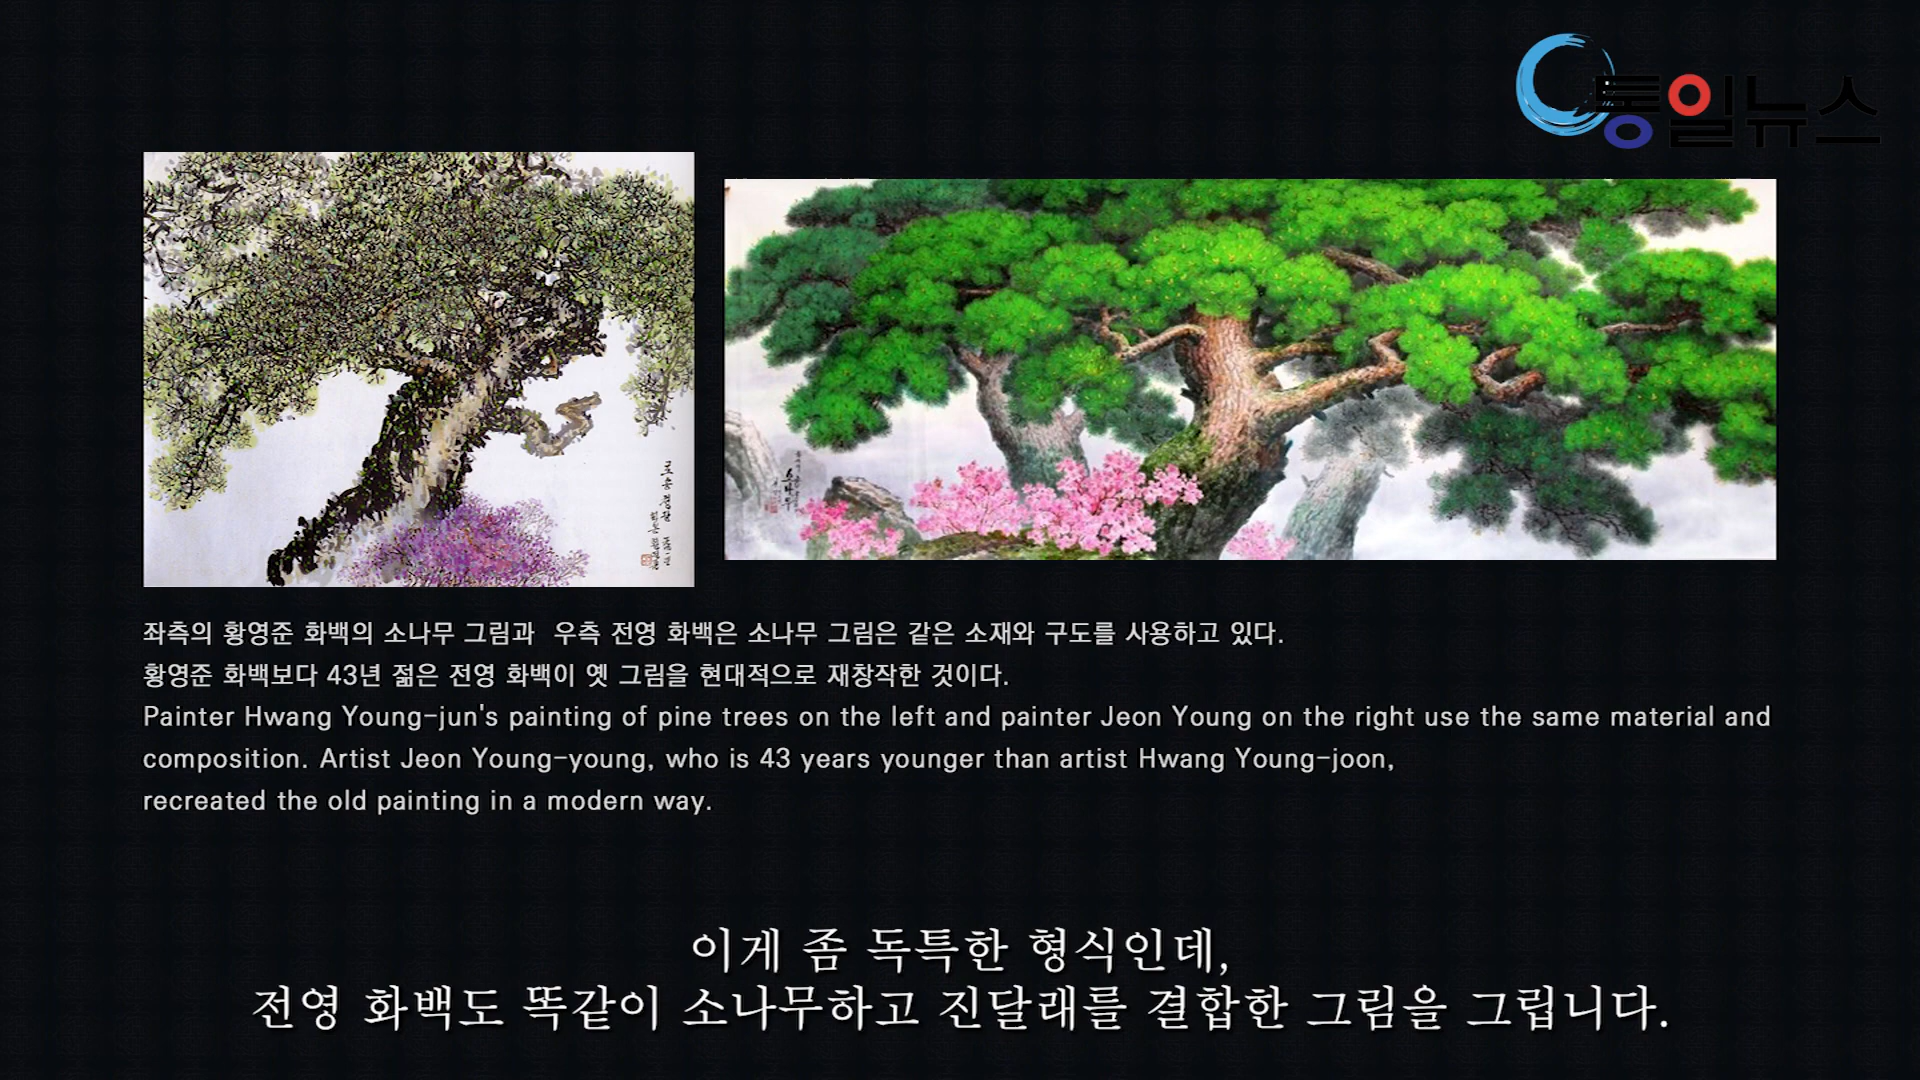 통일뉴스
좌측의 황영준 화백의 소나무 그림과 우측 전영 화백은 소나무 그림은 같은 소재와 구도를 사용하고 있다.
황영준 화백보다 43년 젊은 전영 화백이 옛 그림을 현대적으로 재창작한 것이다.
Painter Hwang Young-jun's painting of pine trees on the left and painter Jeon Young on the right use the same material and
composition. Artist Jeon Young-young, who is 43 years younger than artist Hwang Young-joon,
recreated the old painting in a modern way.
이게 좀 독특한 형식인데,
전영 화백도 똑같이 소나무하고 진달래를 결합한 그림을 그립니다.